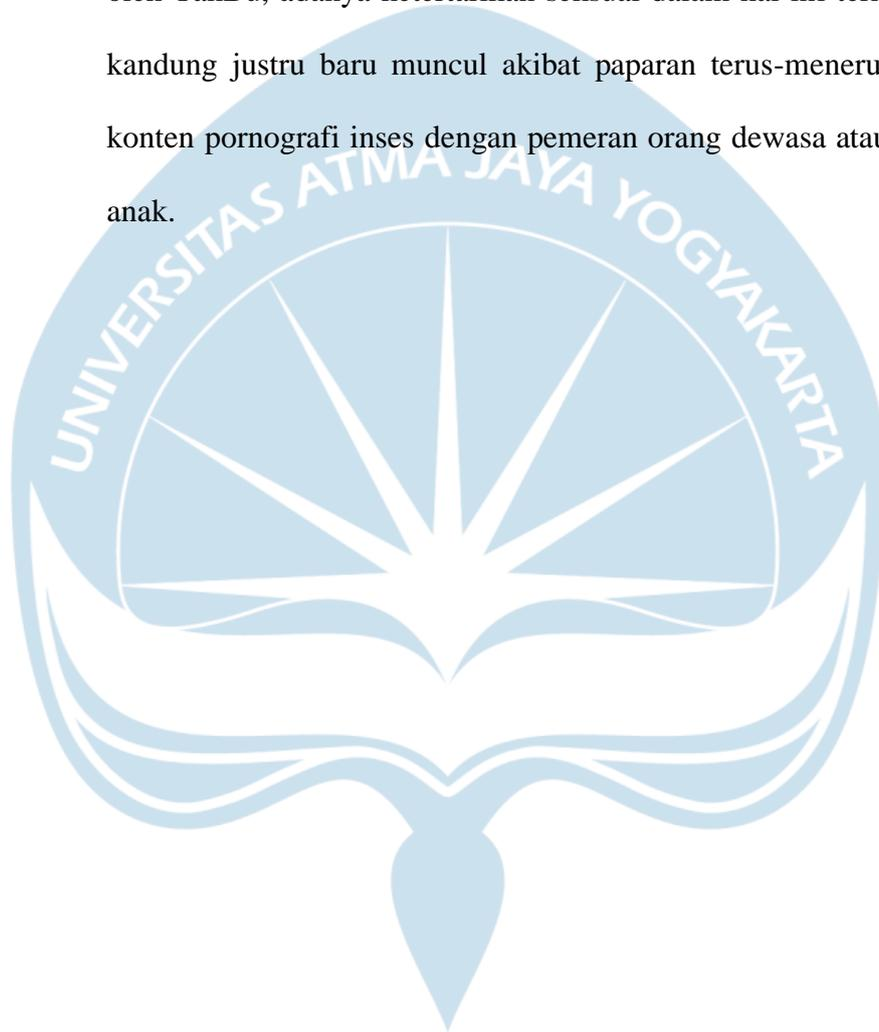 kandung justru baru muncul akibat paparan terus-meneru
konten pornografi inses dengan pemeran orang dewasa atau
anak.
UNIVERSITAS ATMA JAYA YOGYAKARTA